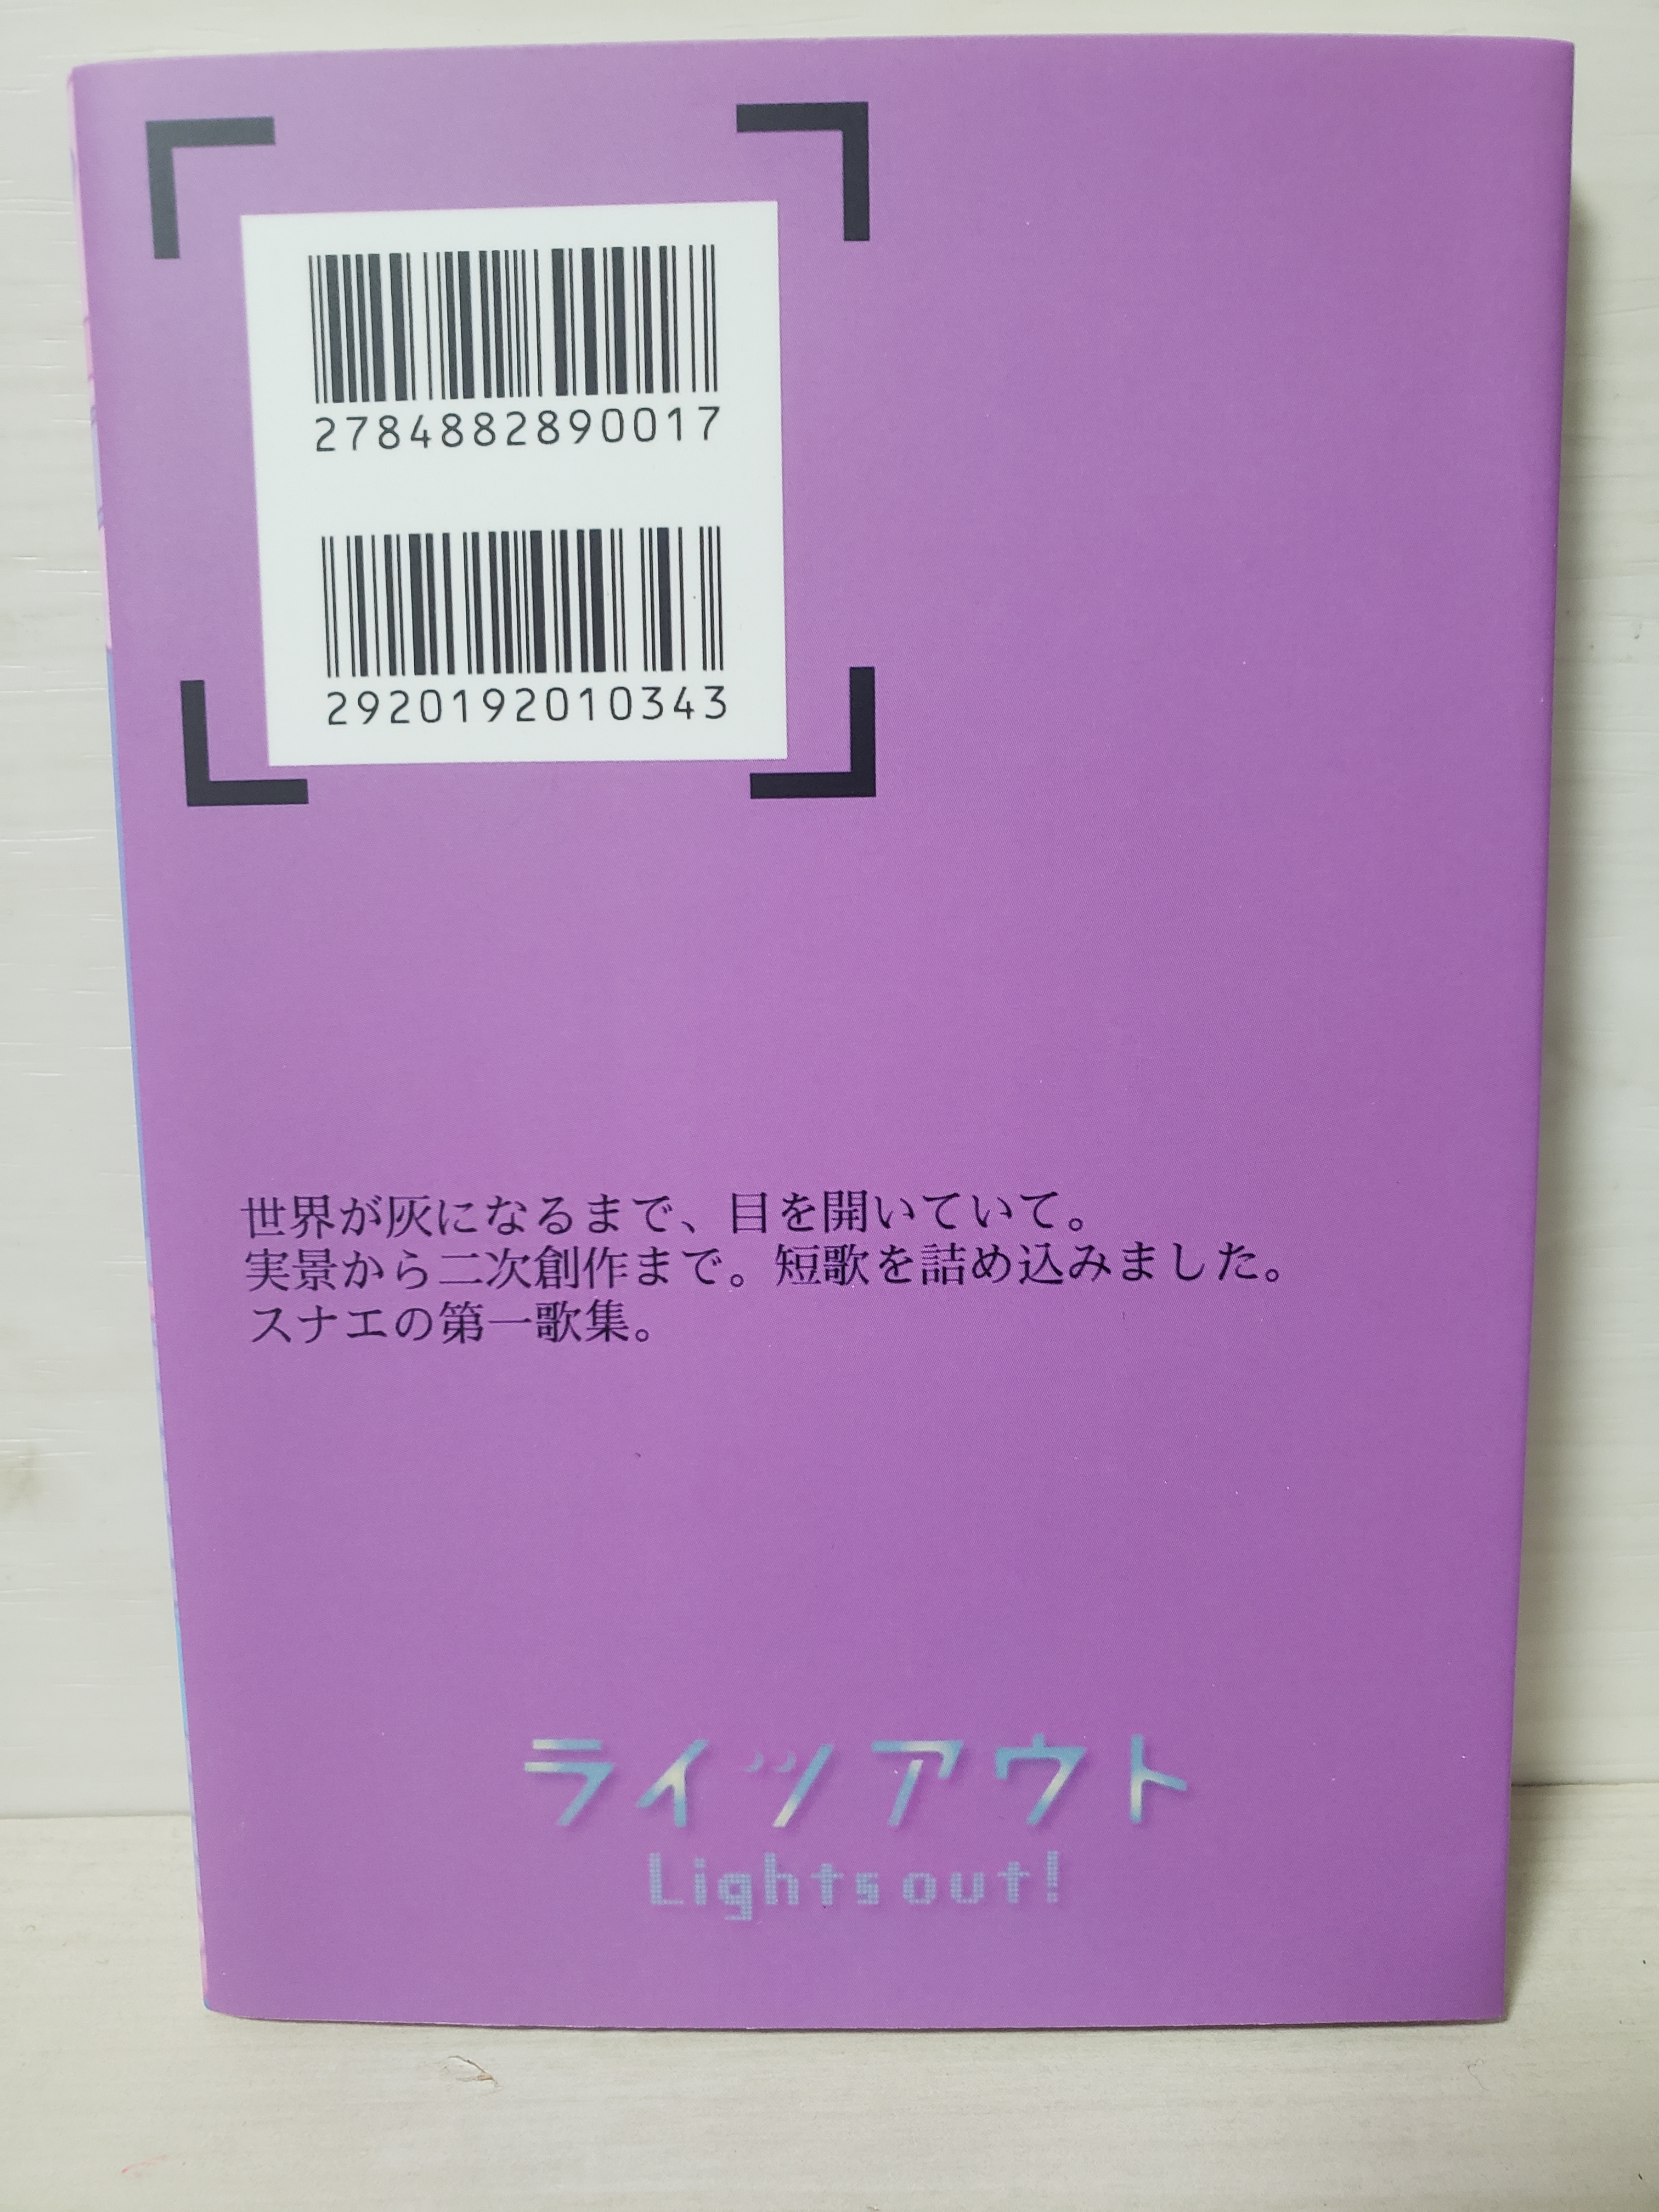 2784882890017
2920192010343
世界が灰になるまで、目を開いていて。
実景から二次創作まで。短歌を詰め込みました。
スナエの第一歌集。
ライツアウト
Lights out!